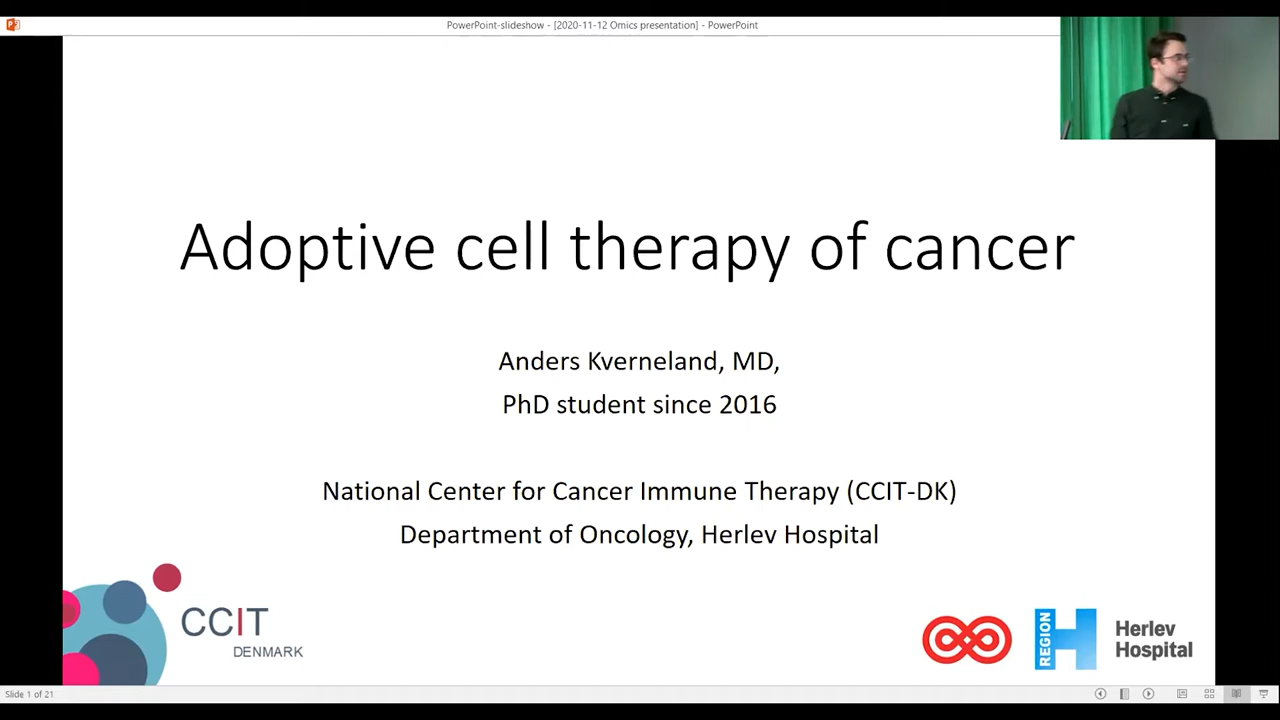 PowerPoint-slideshow - [2020-11-12 Omics presentation] - PowerPoint
Adoptive cell therapy of cancer
Anders Kverneland, MD,
PhD student since 2016
National Center for Cancer Immune Therapy (CCIT-DK)
Department of Oncology, Herlev Hospital
CCIT
DENMARK
REGION
H
Herlev
Hospital
Slide 1 of 21